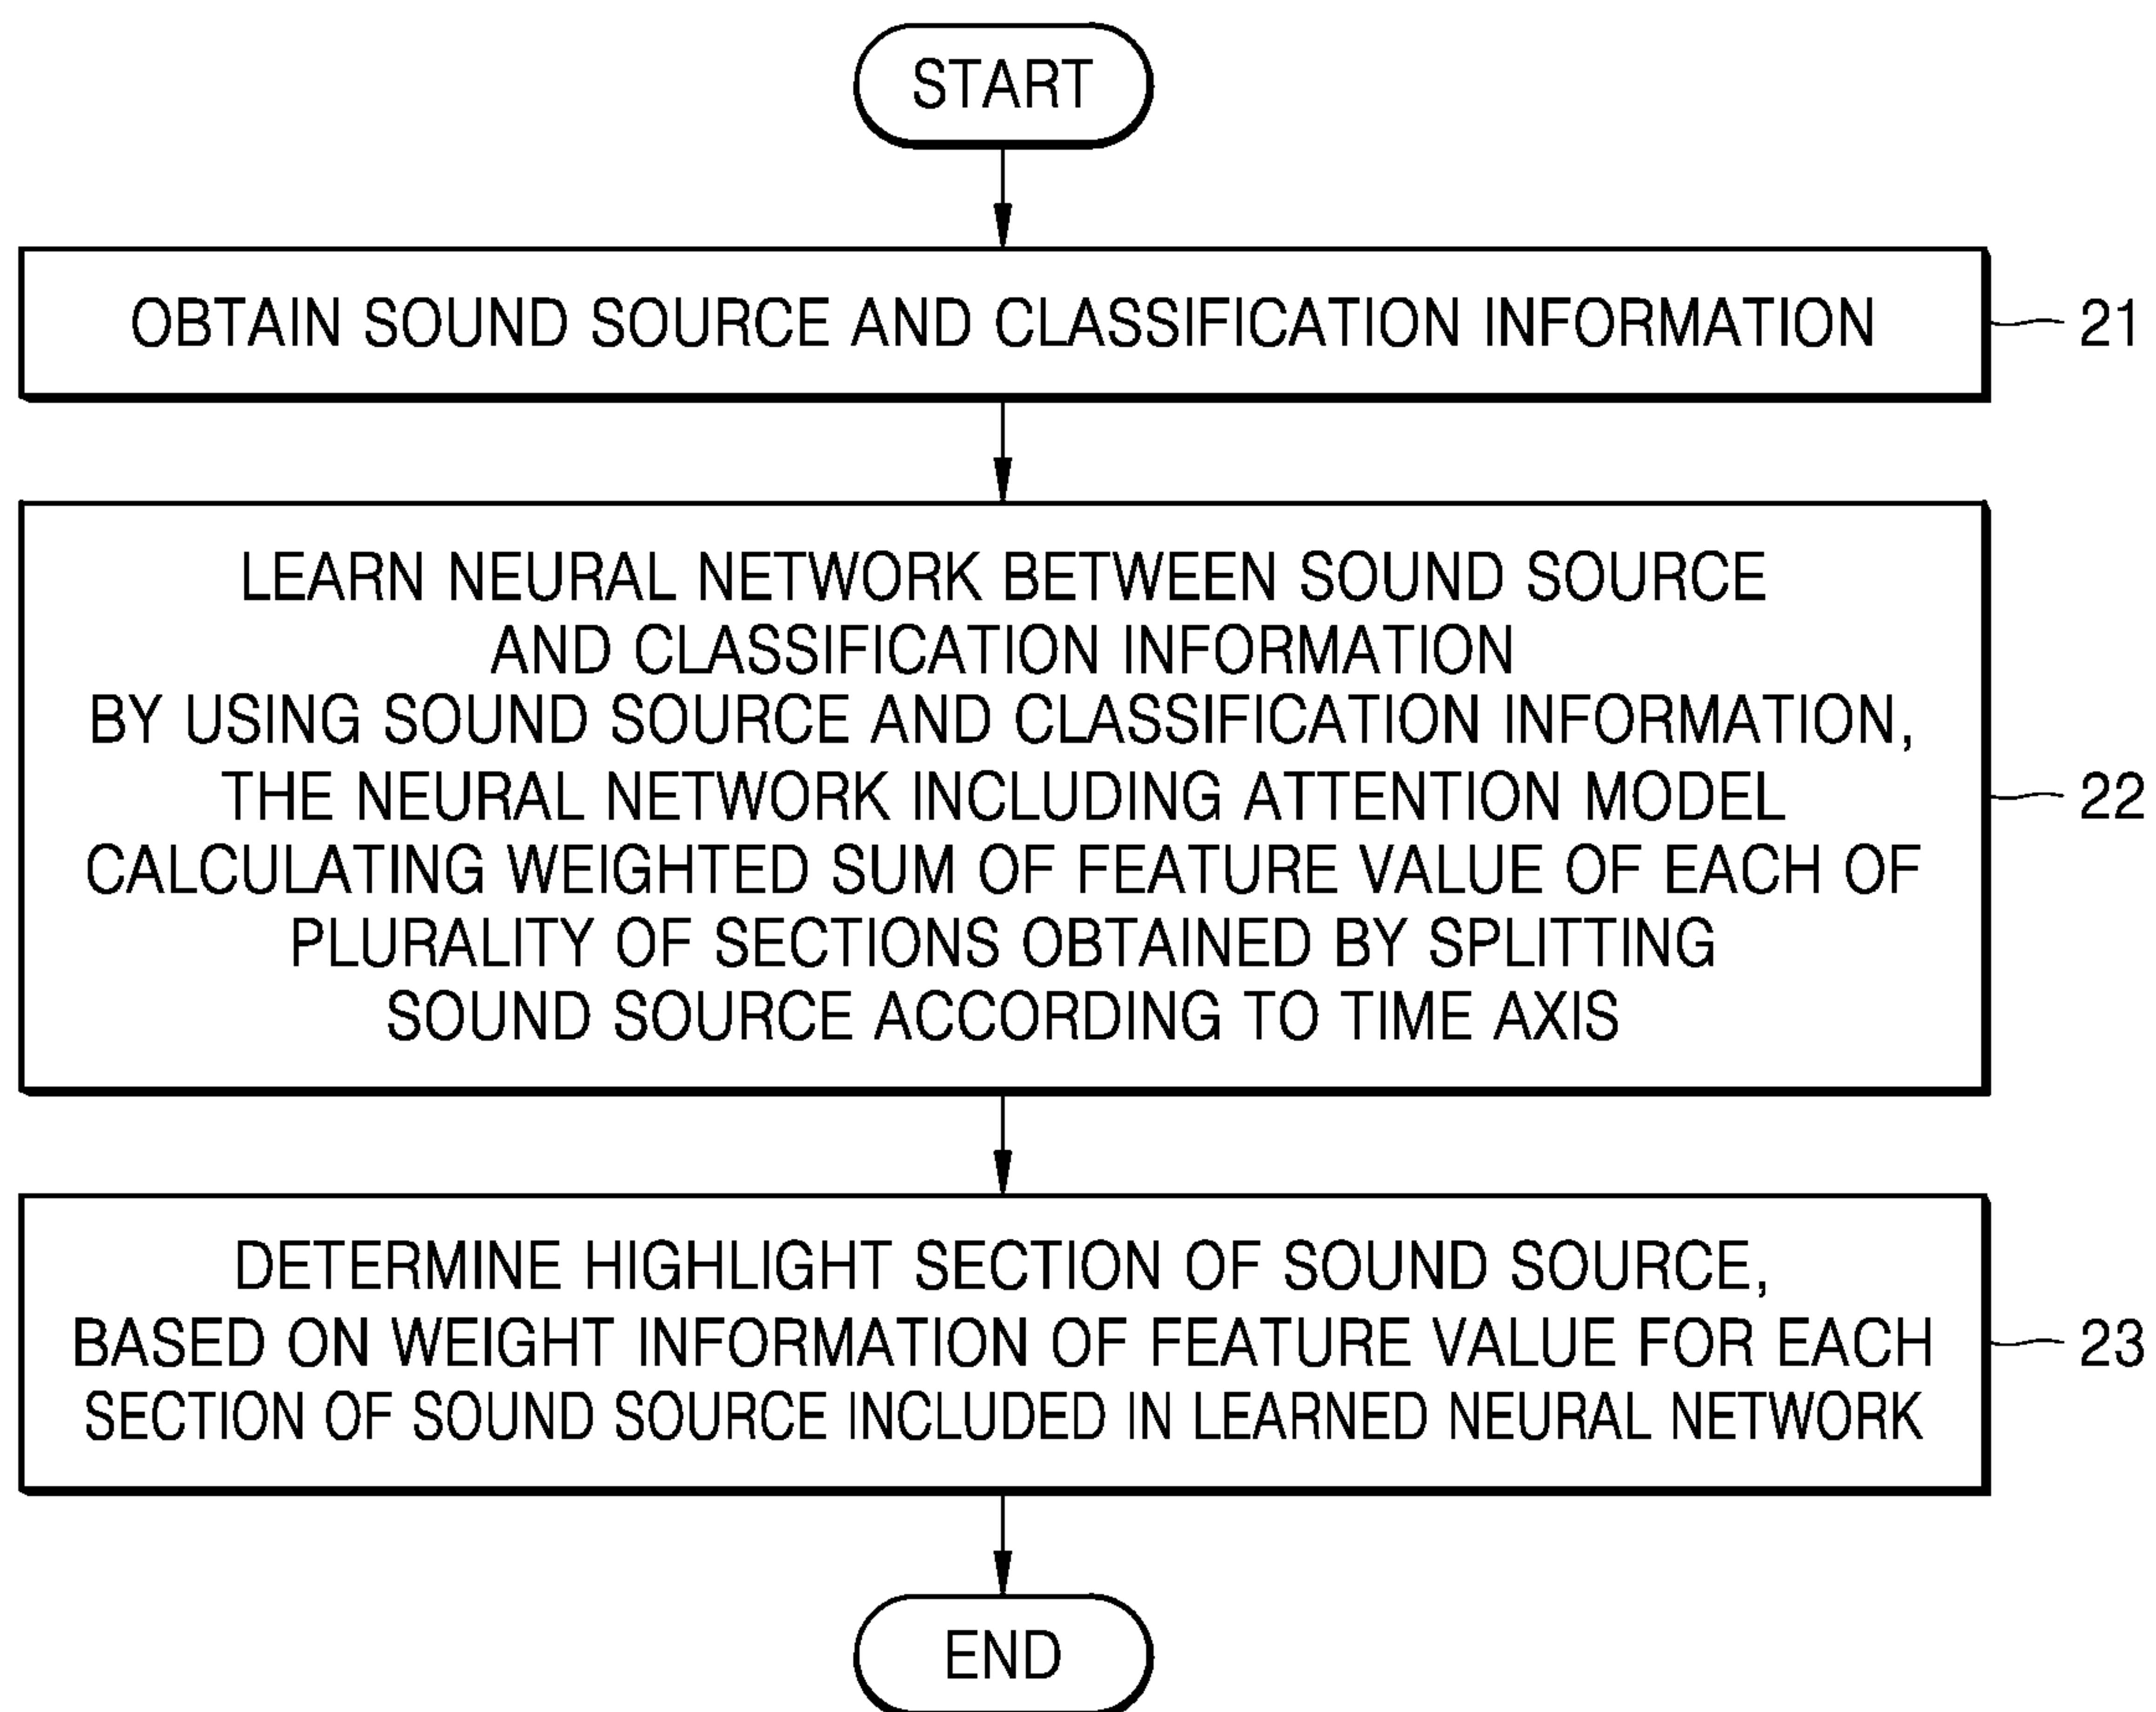 START
OBTAIN SOUND SOURCE AND CLASSIFICATION INFORMATION
21
LEARN NEURAL NETWORK BETWEEN SOUND SOURCE
AND CLASSIFICATION INFORMATION
BY USING SOUND SOURCE AND CLASSIFICATION INFORMATION,
THE NEURAL NETWORK INCLUDING ATTENTION MODEL
CALCULATING WEIGHTED SUM OF FEATURE VALUE OF EACH OF
PLURALITY OF SECTIONS OBTAINED BY SPLITTING
SOUND SOURCE ACCORDING TO TIME AXIS
22
DETERMINE HIGHLIGHT SECTION OF SOUND SOURCE,
BASED ON WEIGHT INFORMATION OF FEATURE VALUE FOR EACH
SECTION OF SOUND SOURCE INCLUDED IN LEARNED NEURAL NETWORK
23
END